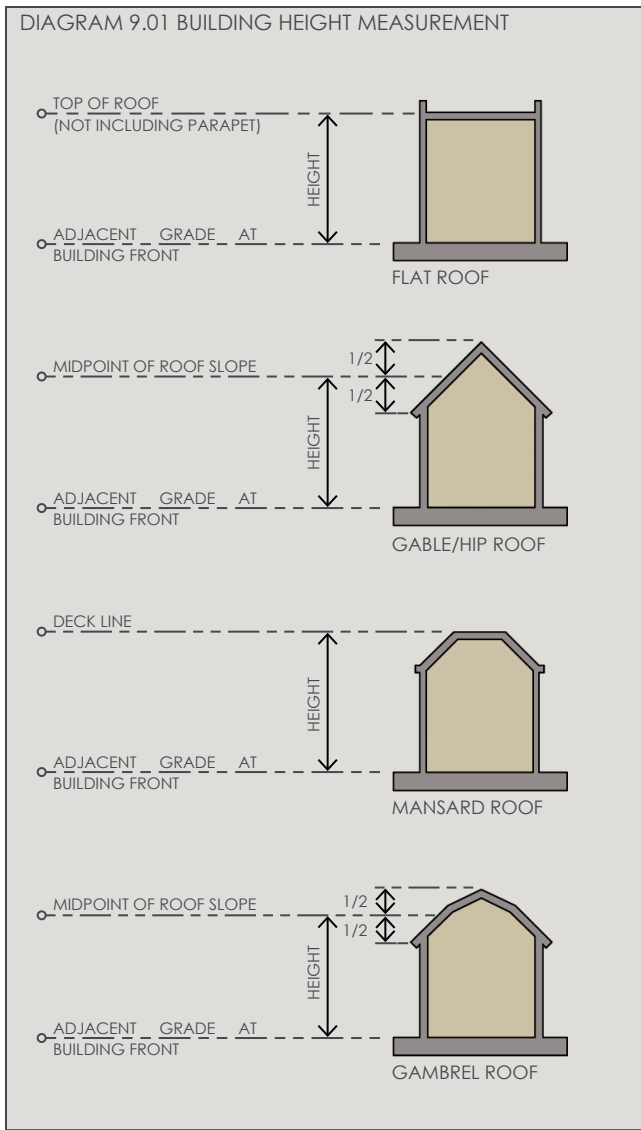 DIAGRAM 9.01 BUILDING HEIGHT MEASUREMENT
TOP OF ROOF
(NOT INCLUDING PARAPET)
HEIGHT
ADJACENT GRADE AT
BUILDING FRONT
FLAT ROOF
1/2
MIDPOINT OF ROOF SLOPE
1/2
HEIGHT
ADJACENT GRADE AT
BUILDING FRONT
GABLE/HIP ROOF
DECK LINE
HEIGHT
ADJACENT GRADE AT
BUILDING FRONT
MANSARD ROOF
1/2
MIDPOINT OF ROOF SLOPE
1/2
HEIGHT
ADJACENT GRADE AT
BUILDING FRONT
GAMBREL ROOF